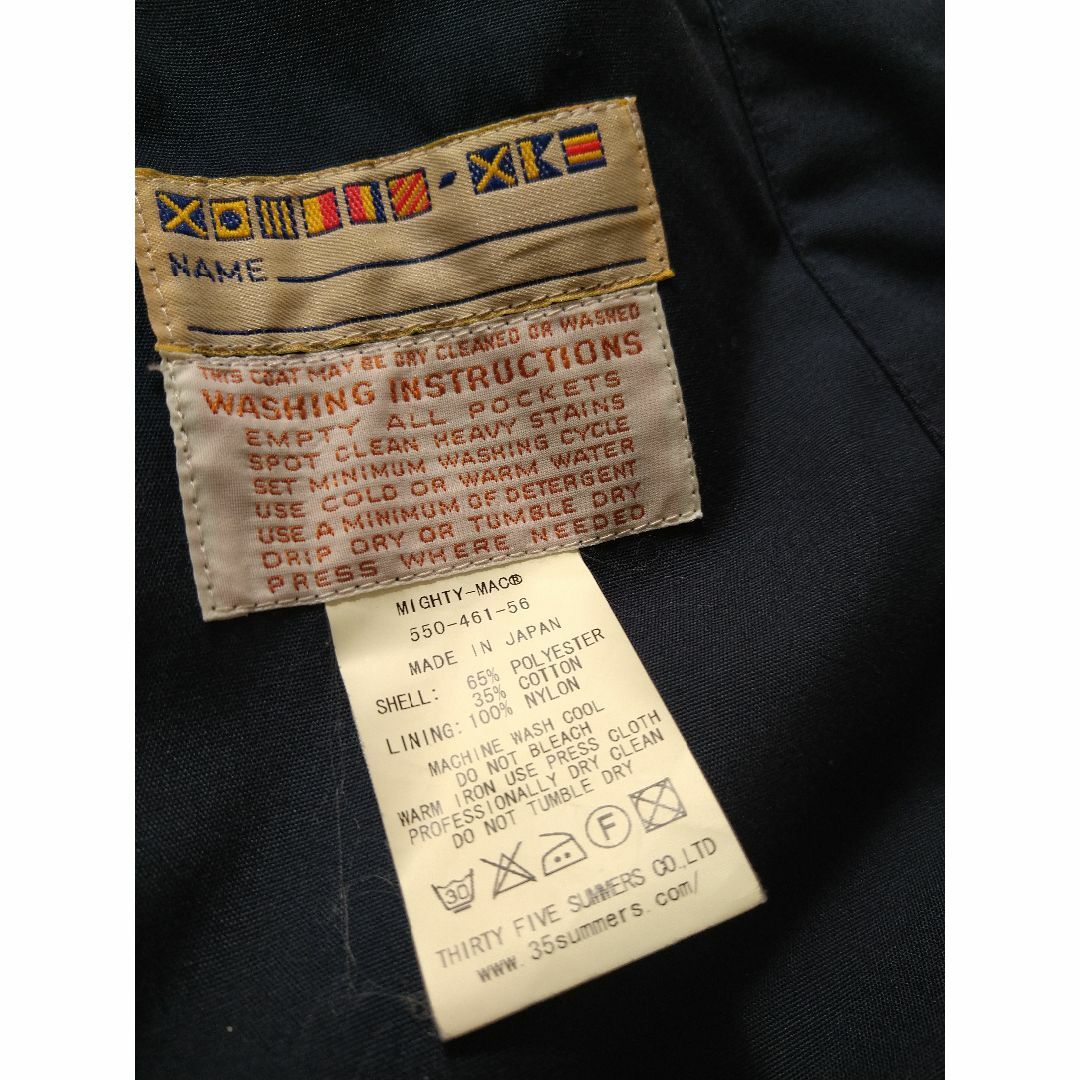 NAME
THIS COAT MAY BE DRY CLEANED OR WASHED
WASHING INSTRUCTIONS
EMPTY ALL POCKETS
SPOT CLEAN HEAVY STAINS
SET MINIMUM WASHING CYCLE
USE COLD OR WARM WATER
USE A MINIMUM OF DETERGENT
DRIP DRY OR TUMBLE DRY
PRESS WHERE NEEDED
MIGHTY-MAC®
550-461-56
MADE IN JAPAN
SHELL: 65% POLYESTER
35% COTTON
LINING: 100% NYLON
MACHINE WASH COOL
DO NOT BLEACH
WARM IRON USE PRESS CLOTH
PROFESSIONALLY DRY CLEAN
DO NOT TUMBLE DRY
30 F
THIRTY FIVE SUMMERS CO.,LTD
www.35summers.com/